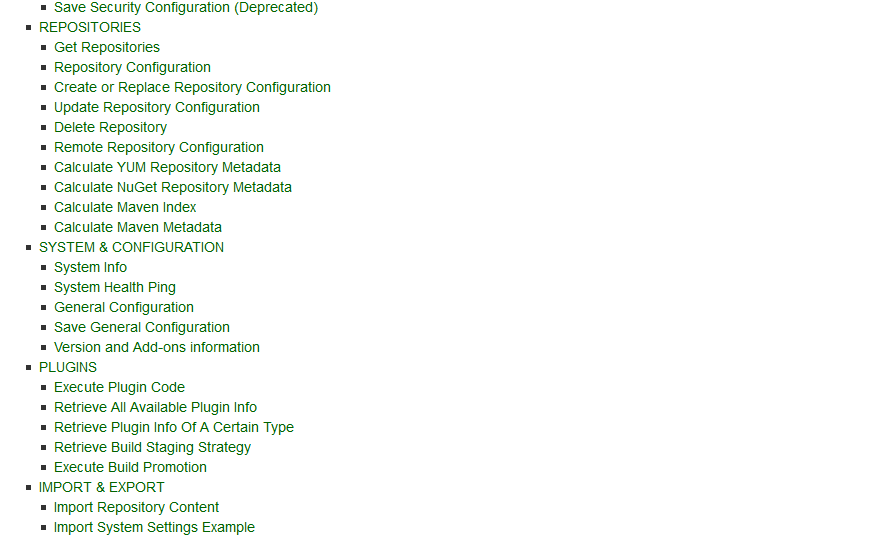 Save Security Configuration (Deprecated)
REPOSITORIES
Get Repositories
Repository Configuration
Create or Replace Repository Configuration
Update Repository Configuration
Delete Repository
Remote Repository Configuration
Calculate YUM Repository Metadata
Calculate NuGet Repository Metadata
Calculate Maven Index
Calculate Maven Metadata
SYSTEM & CONFIGURATION
System Info
System Health Ping
General Configuration
Save General Configuration
Version and Add-ons information
PLUGINS
Execute Plugin Code
Retrieve All Available Plugin Info
Retrieve Plugin Info Of A Certain Type
Retrieve Build Staging Strategy
Execute Build Promotion
IMPORT & EXPORT
Import Repository Content
Import System Settings Example